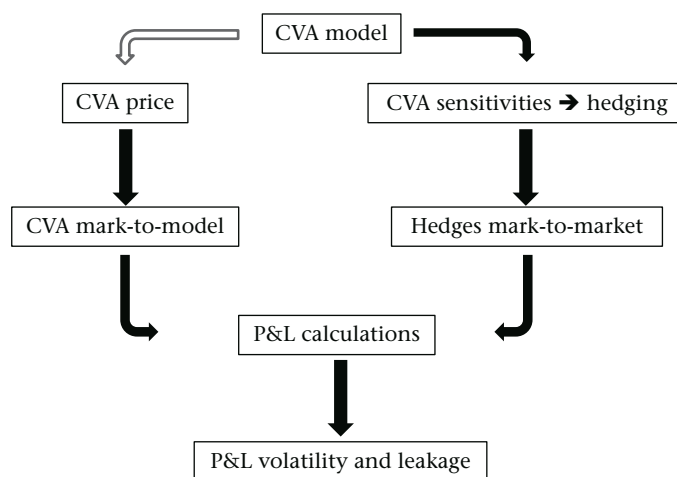 CVA model
CVA price
CVA sensitivities → hedging
CVA mark-to-model
Hedges mark-to-market
P&L calculations
P&L volatility and leakage